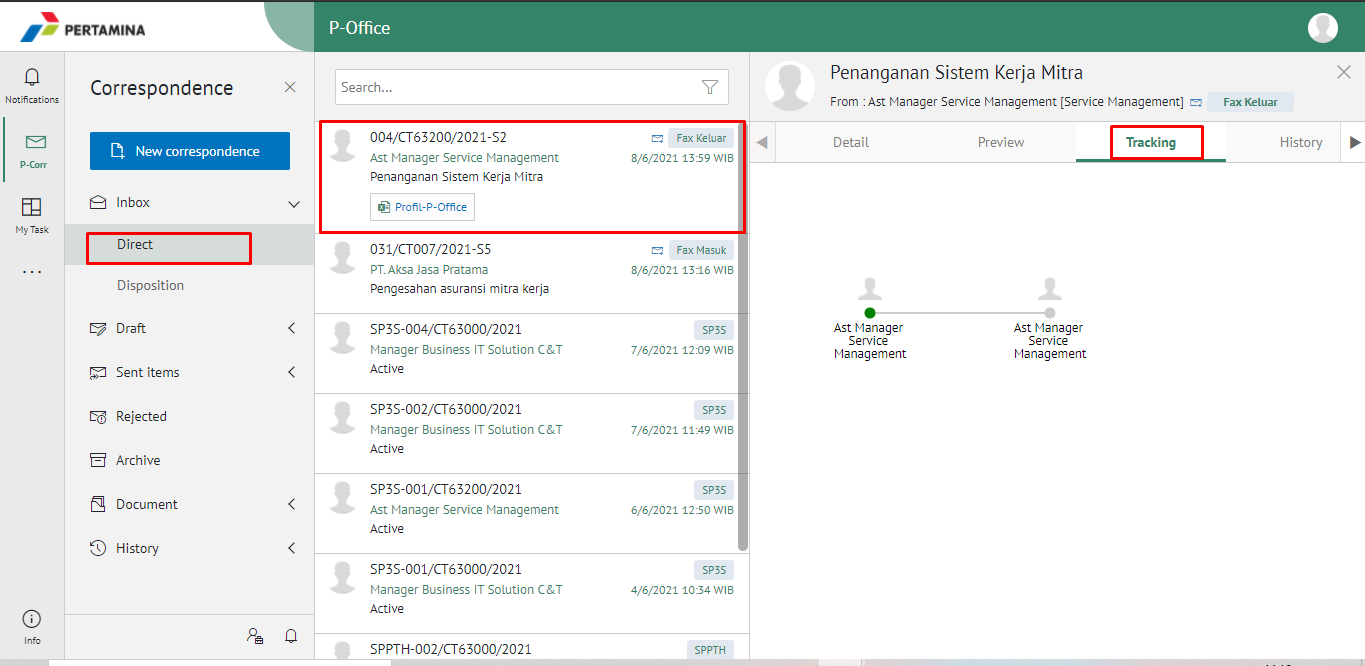 PERTAMINA
P-Office
Notifications
P-Corr
My Task
Info
Correspondence
New correspondence
Inbox
Direct
Disposition
Draft
Sent items
Rejected
Archive
Document
History
Search...
004/CT63200/2021-S2
Fax Keluar
Ast Manager Service Management
8/6/2021 13:59 WIB
Penanganan Sistem Kerja Mitra
Profil-P-Office
031/CT007/2021-S5
Fax Masuk
PT. Aksa Jasa Pratama
8/6/2021 13:16 WIB
Pengesahan asuransi mitra kerja
SP3S-004/CT63000/2021
SP3S
Manager Business IT Solution C&T
7/6/2021 12:09 WIB
Active
SP3S-002/CT63000/2021
SP3S
Manager Business IT Solution C&T
7/6/2021 11:49 WIB
Active
SP3S-001/CT63200/2021
SP3S
Ast Manager Service Management
6/6/2021 12:50 WIB
Active
SP3S-001/CT63000/2021
SP3S
Manager Business IT Solution C&T
4/6/2021 10:34 WIB
Active
SPPTH-002/CT63000/2021
SPPTH
Penanganan Sistem Kerja Mitra
From : Ast Manager Service Management [Service Management]
Fax Keluar
Detail
Preview
Tracking
History
Ast Manager
Service
Management
Ast Manager
Service
Management